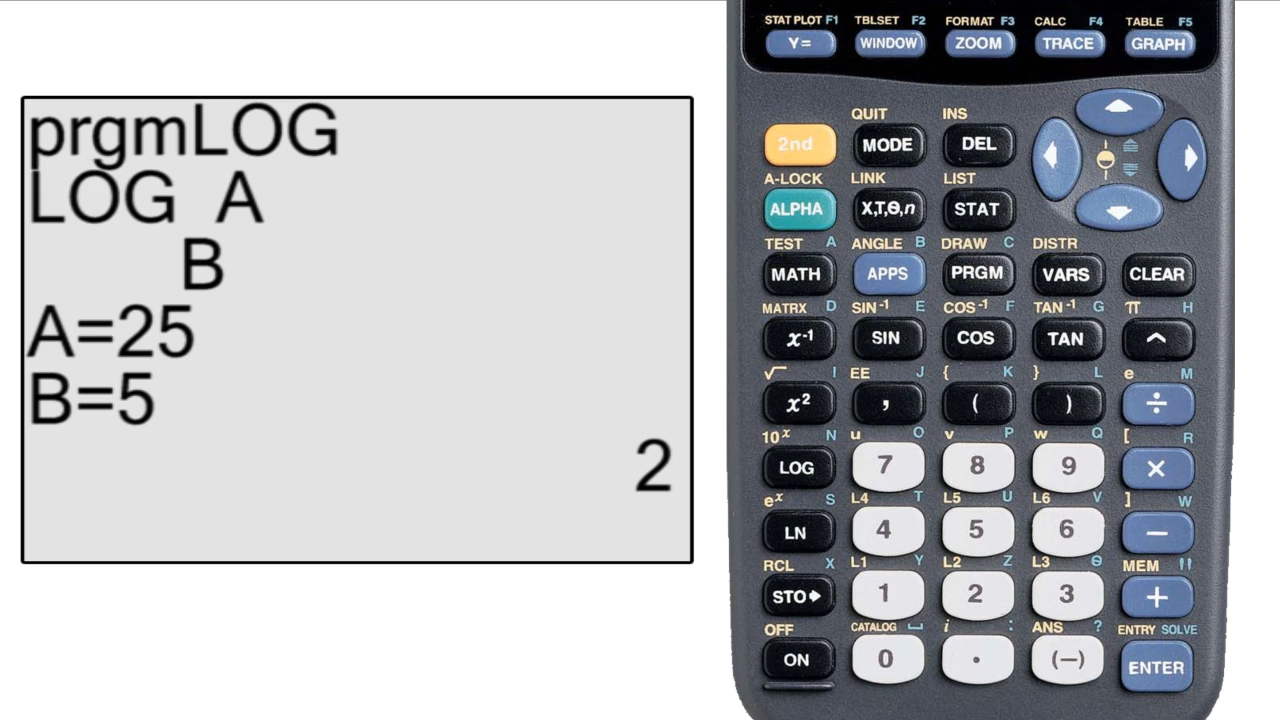 STAT PLOT F1 TBLSET F2 FORMAT F3 CALC F4 TABLE F5
Y= WINDOW ZOOM TRACE GRAPH
prgmLOG
LOG A
B
A=25
B=5
2
QUIT INS
2nd MODE DEL
A-LOCK LINK LIST
ALPHA X,T,Θ,n STAT
TEST A ANGLE B DRAW C DISTR
MATH APPS PRGM VARS CLEAR
MATRX D SIN⁻¹ E COS⁻¹ F TAN⁻¹ G π H
x⁻¹ SIN COS TAN ^
√ I EE J { K } L e M
x² , ( ) ÷
10ˣ N u O v P w Q [ R
LOG 7 8 9 ×
eˣ S L4 T L5 U L6 V ] W
LN 4 5 6 −
RCL X L1 Y L2 Z L3 Θ MEM "
STO▶ 1 2 3 +
OFF CATALOG ⎵ i : ANS ? ENTRY SOLVE
ON 0 . (−) ENTER